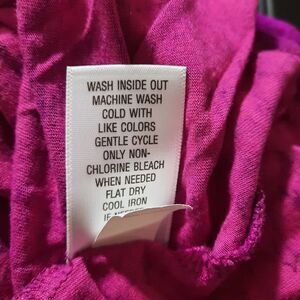 WASH INSIDE OUT
MACHINE WASH
COLD WITH
LIKE COLORS
GENTLE CYCLE
ONLY NON-
CHLORINE BLEACH
WHEN NEEDED
FLAT DRY
COOL IRON
IF